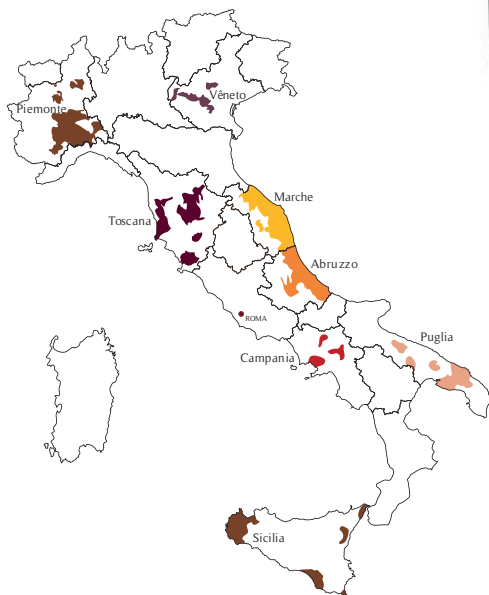 Vêneto
Piemonte
Marche
Toscana
Abruzzo
ROMA
Puglia
Campania
Sicilia